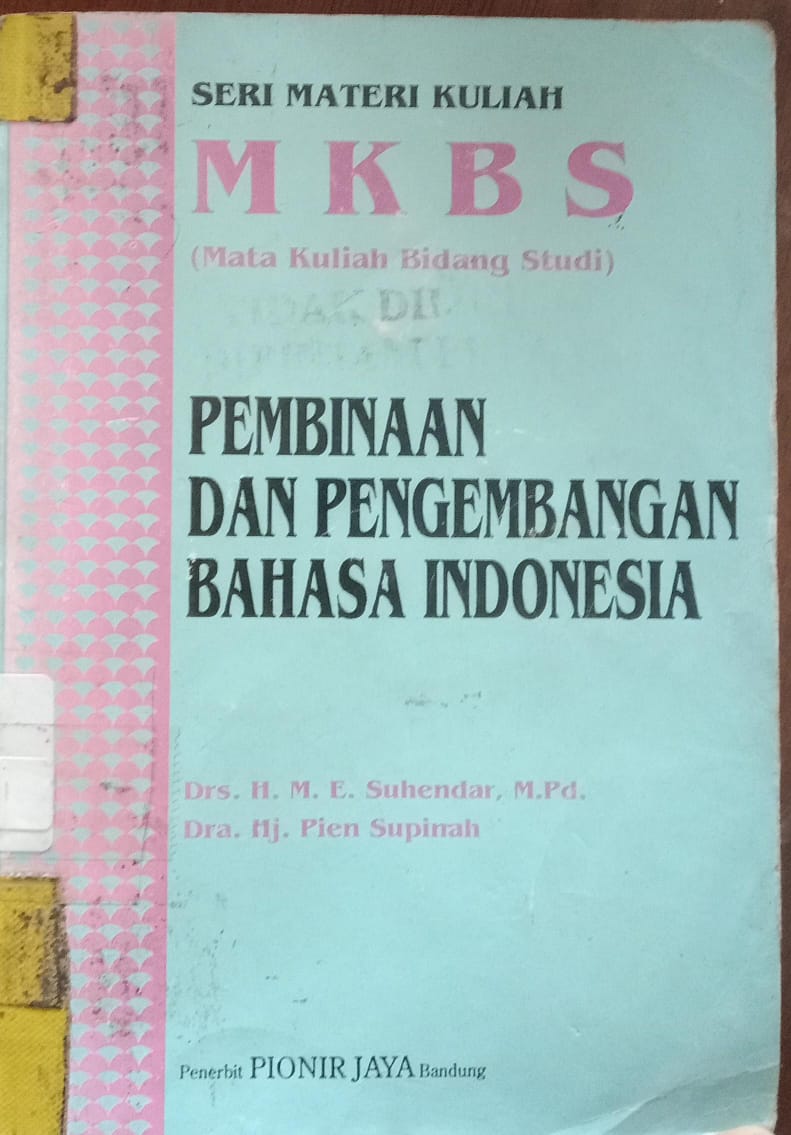 SERI MATERI KULIAH
M K B S
(Mata Kuliah Bidang Studi)
PEMBINAAN
DAN PENGEMBANGAN
BAHASA INDONESIA
Drs. H. M. E. Suhendar, M.Pd.
Dra. Hj. Pien Supinah
Penerbit PIONIR JAYA Bandung